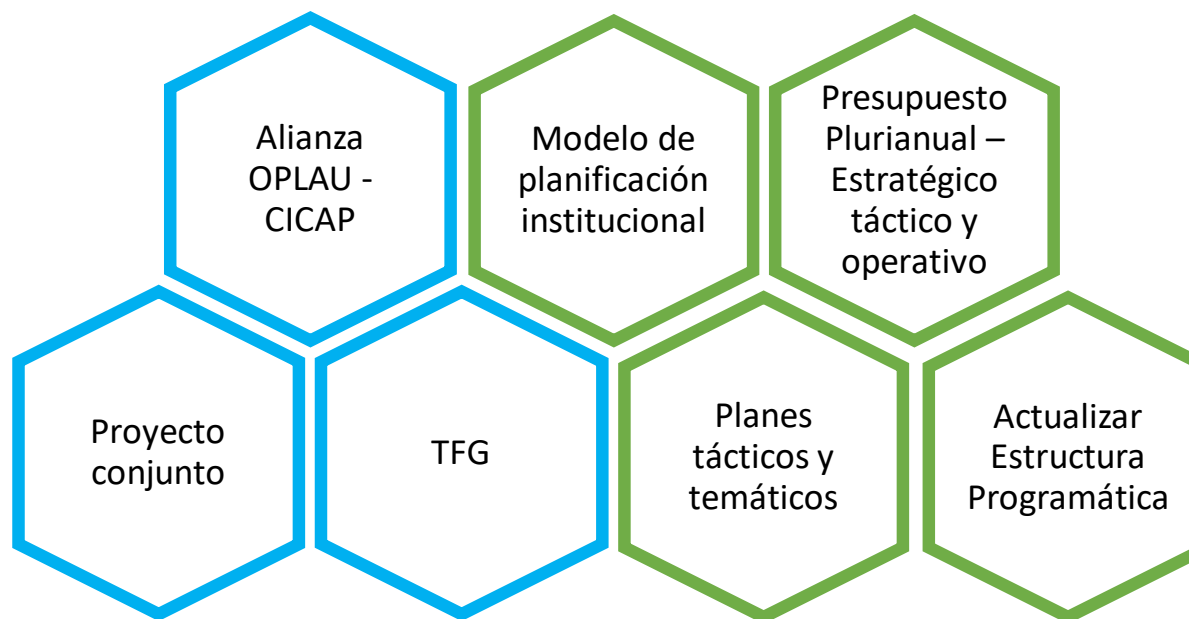 Alianza
OPLAU -
CICAP
Modelo de
planificación
institucional
Presupuesto
Plurianual –
Estratégico
táctico y
operativo
Proyecto
conjunto
TFG
Planes
tácticos y
temáticos
Actualizar
Estructura
Programática